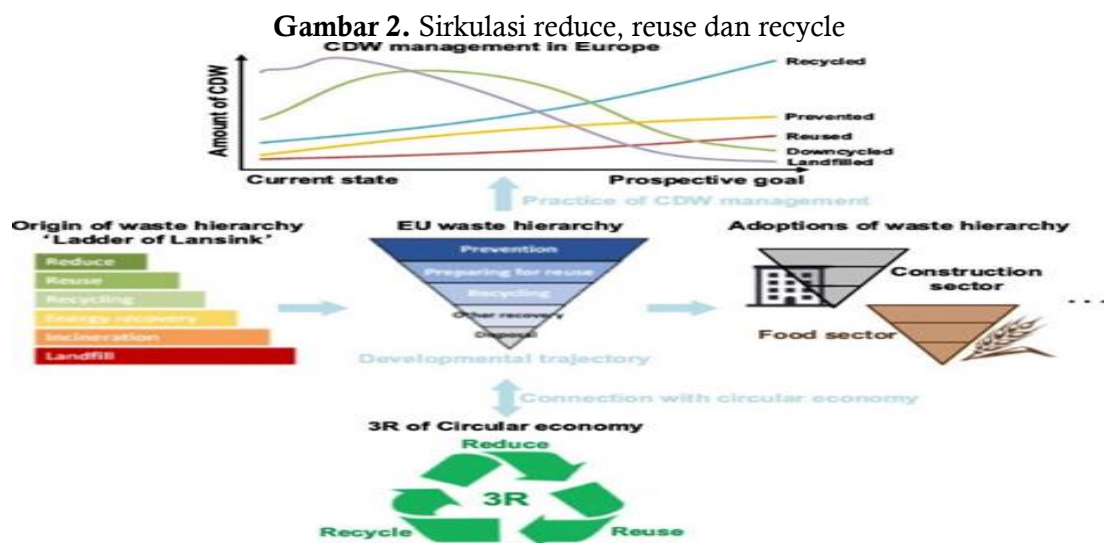 Gambar 2. Sirkulasi reduce, reuse dan recycle
CDW management in Europe
Amount of CDW
Recycled
Prevented
Reused
Downcycled
Landfilled
Current state
Prospective goal
Practice of CDW management
Origin of waste hierarchy
‘Ladder of Lansink’
Reduce
Reuse
Recycling
Energy recovery
Incineration
Landfill
EU waste hierarchy
Prevention
Preparing for reuse
Recycling
Other recovery
Disposal
Developmental trajectory
Adoptions of waste hierarchy
Construction
sector
Food sector
...
Connection with circular economy
3R of Circular economy
Reduce
3R
Recycle
Reuse